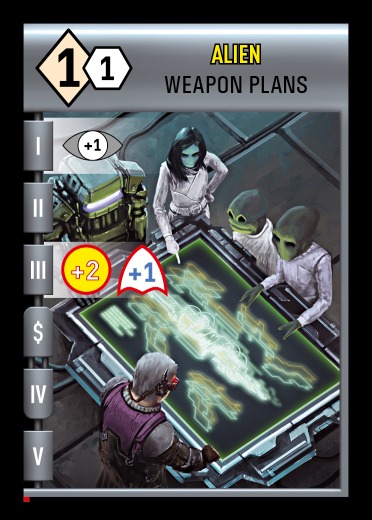 1 1
ALIEN
WEAPON PLANS
I +1
II
III +2 +1
$
IV
V